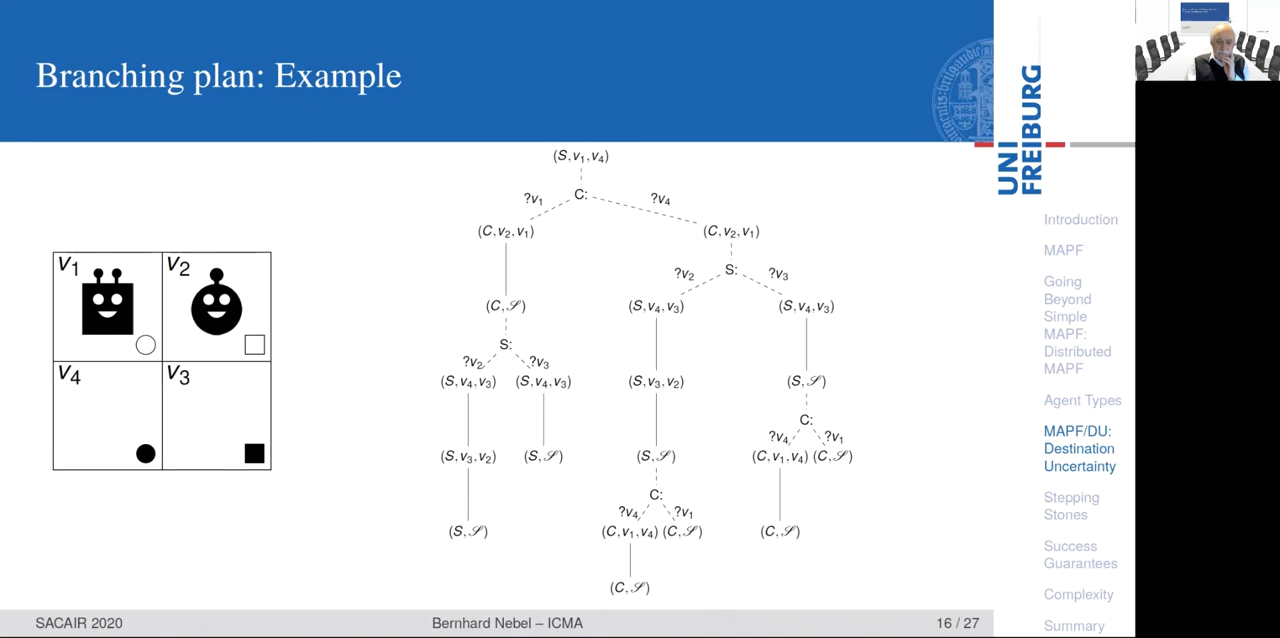 Branching plan: Example
UNI
FREIBURG
v1
v2
v4
v3
(S, v1, v4)
C:
?v1
?v4
(C, v2, v1)
(C, v2, v1)
S:
?v2
?v3
(C, 𝒮)
(S, v4, v3)
(S, v4, v3)
S:
?v2
?v3
(S, v4, v3)
(S, v4, v3)
(S, v3, v2)
(S, 𝒮)
C:
?v4
?v1
(S, v3, v2)
(S, 𝒮)
(S, 𝒮)
(C, v1, v4)
(C, 𝒮)
C:
?v4
?v1
(S, 𝒮)
(C, v1, v4)
(C, 𝒮)
(C, 𝒮)
(C, 𝒮)
Introduction
MAPF
Going
Beyond
Simple
MAPF:
Distributed
MAPF
Agent Types
MAPF/DU:
Destination
Uncertainty
Stepping
Stones
Success
Guarantees
Complexity
Summary
SACAIR 2020
Bernhard Nebel – ICMA
16 / 27